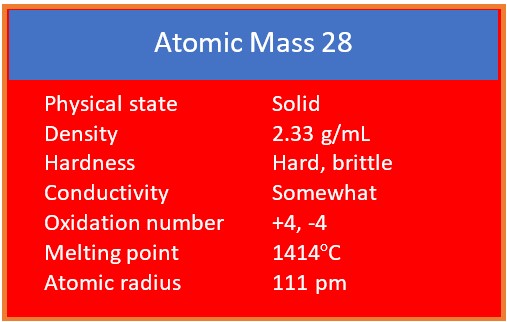 Atomic Mass 28
Physical state Solid
Density 2.33 g/mL
Hardness Hard, brittle
Conductivity Somewhat
Oxidation number +4, -4
Melting point 1414°C
Atomic radius 111 pm